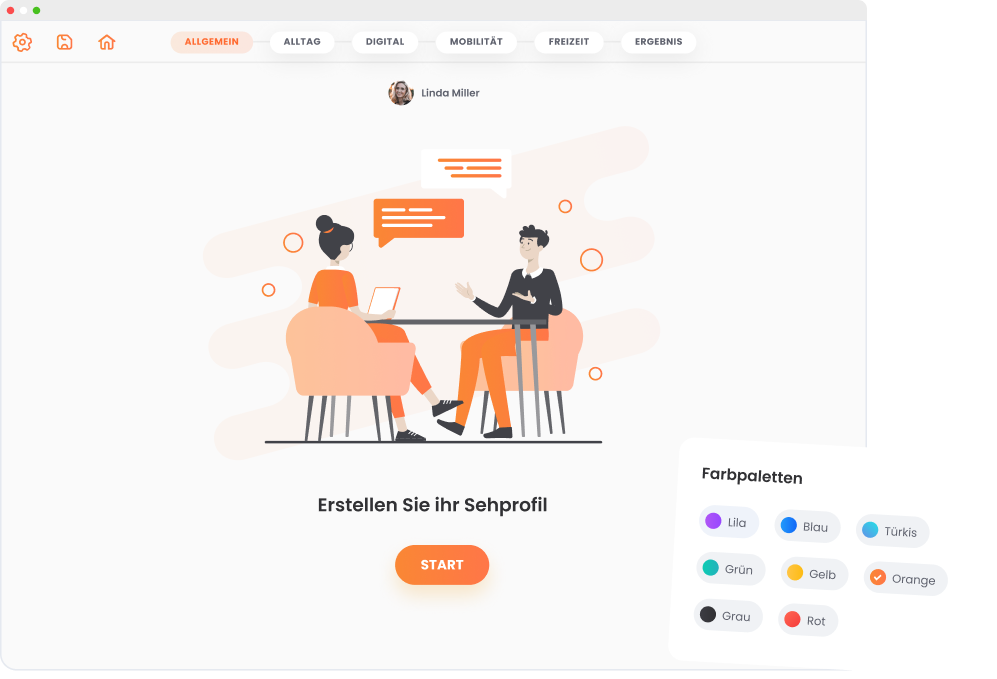 ALLGEMEIN ALLTAG DIGITAL MOBILITÄT FREIZEIT ERGEBNIS
Linda Miller
Erstellen Sie ihr Sehprofil
START
Farbpaletten
Lila Blau Türkis
Grün Gelb Orange
Grau Rot